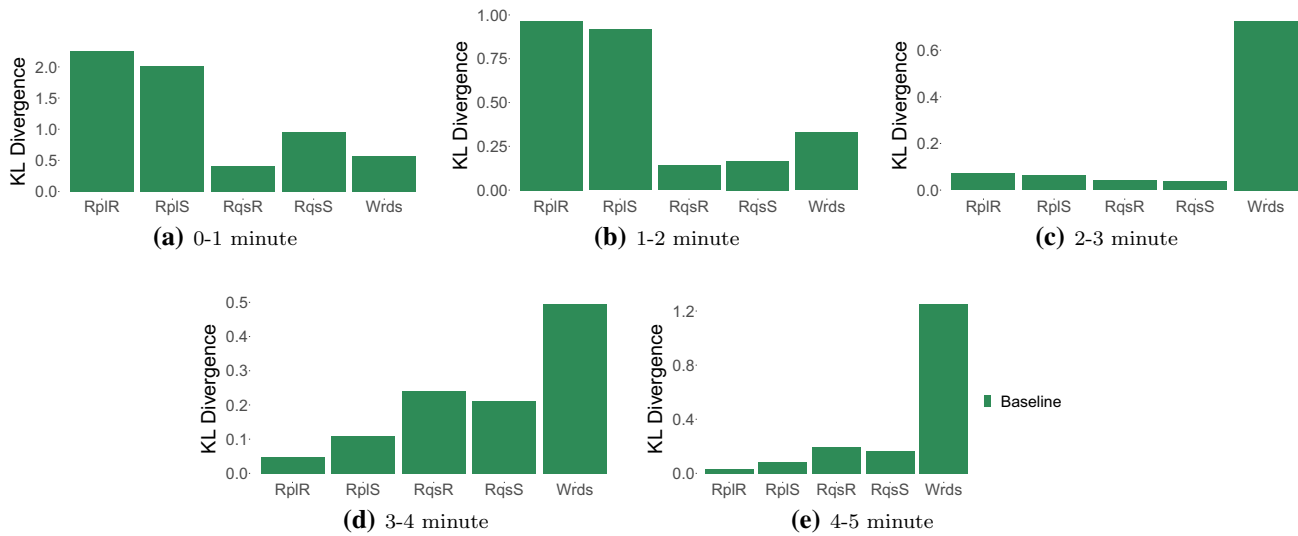 KL Divergence
2.0
1.5
1.0
0.5
0.0
RplR RplS RqsR RqsS Wrds
(a) 0-1 minute
KL Divergence
1.00
0.75
0.50
0.25
0.00
RplR RplS RqsR RqsS Wrds
(b) 1-2 minute
KL Divergence
0.6
0.4
0.2
0.0
RplR RplS RqsR RqsS Wrds
(c) 2-3 minute
KL Divergence
0.5
0.4
0.3
0.2
0.1
0.0
RplR RplS RqsR RqsS Wrds
(d) 3-4 minute
KL Divergence
1.2
0.8
0.4
0.0
RplR RplS RqsR RqsS Wrds
(e) 4-5 minute
Baseline